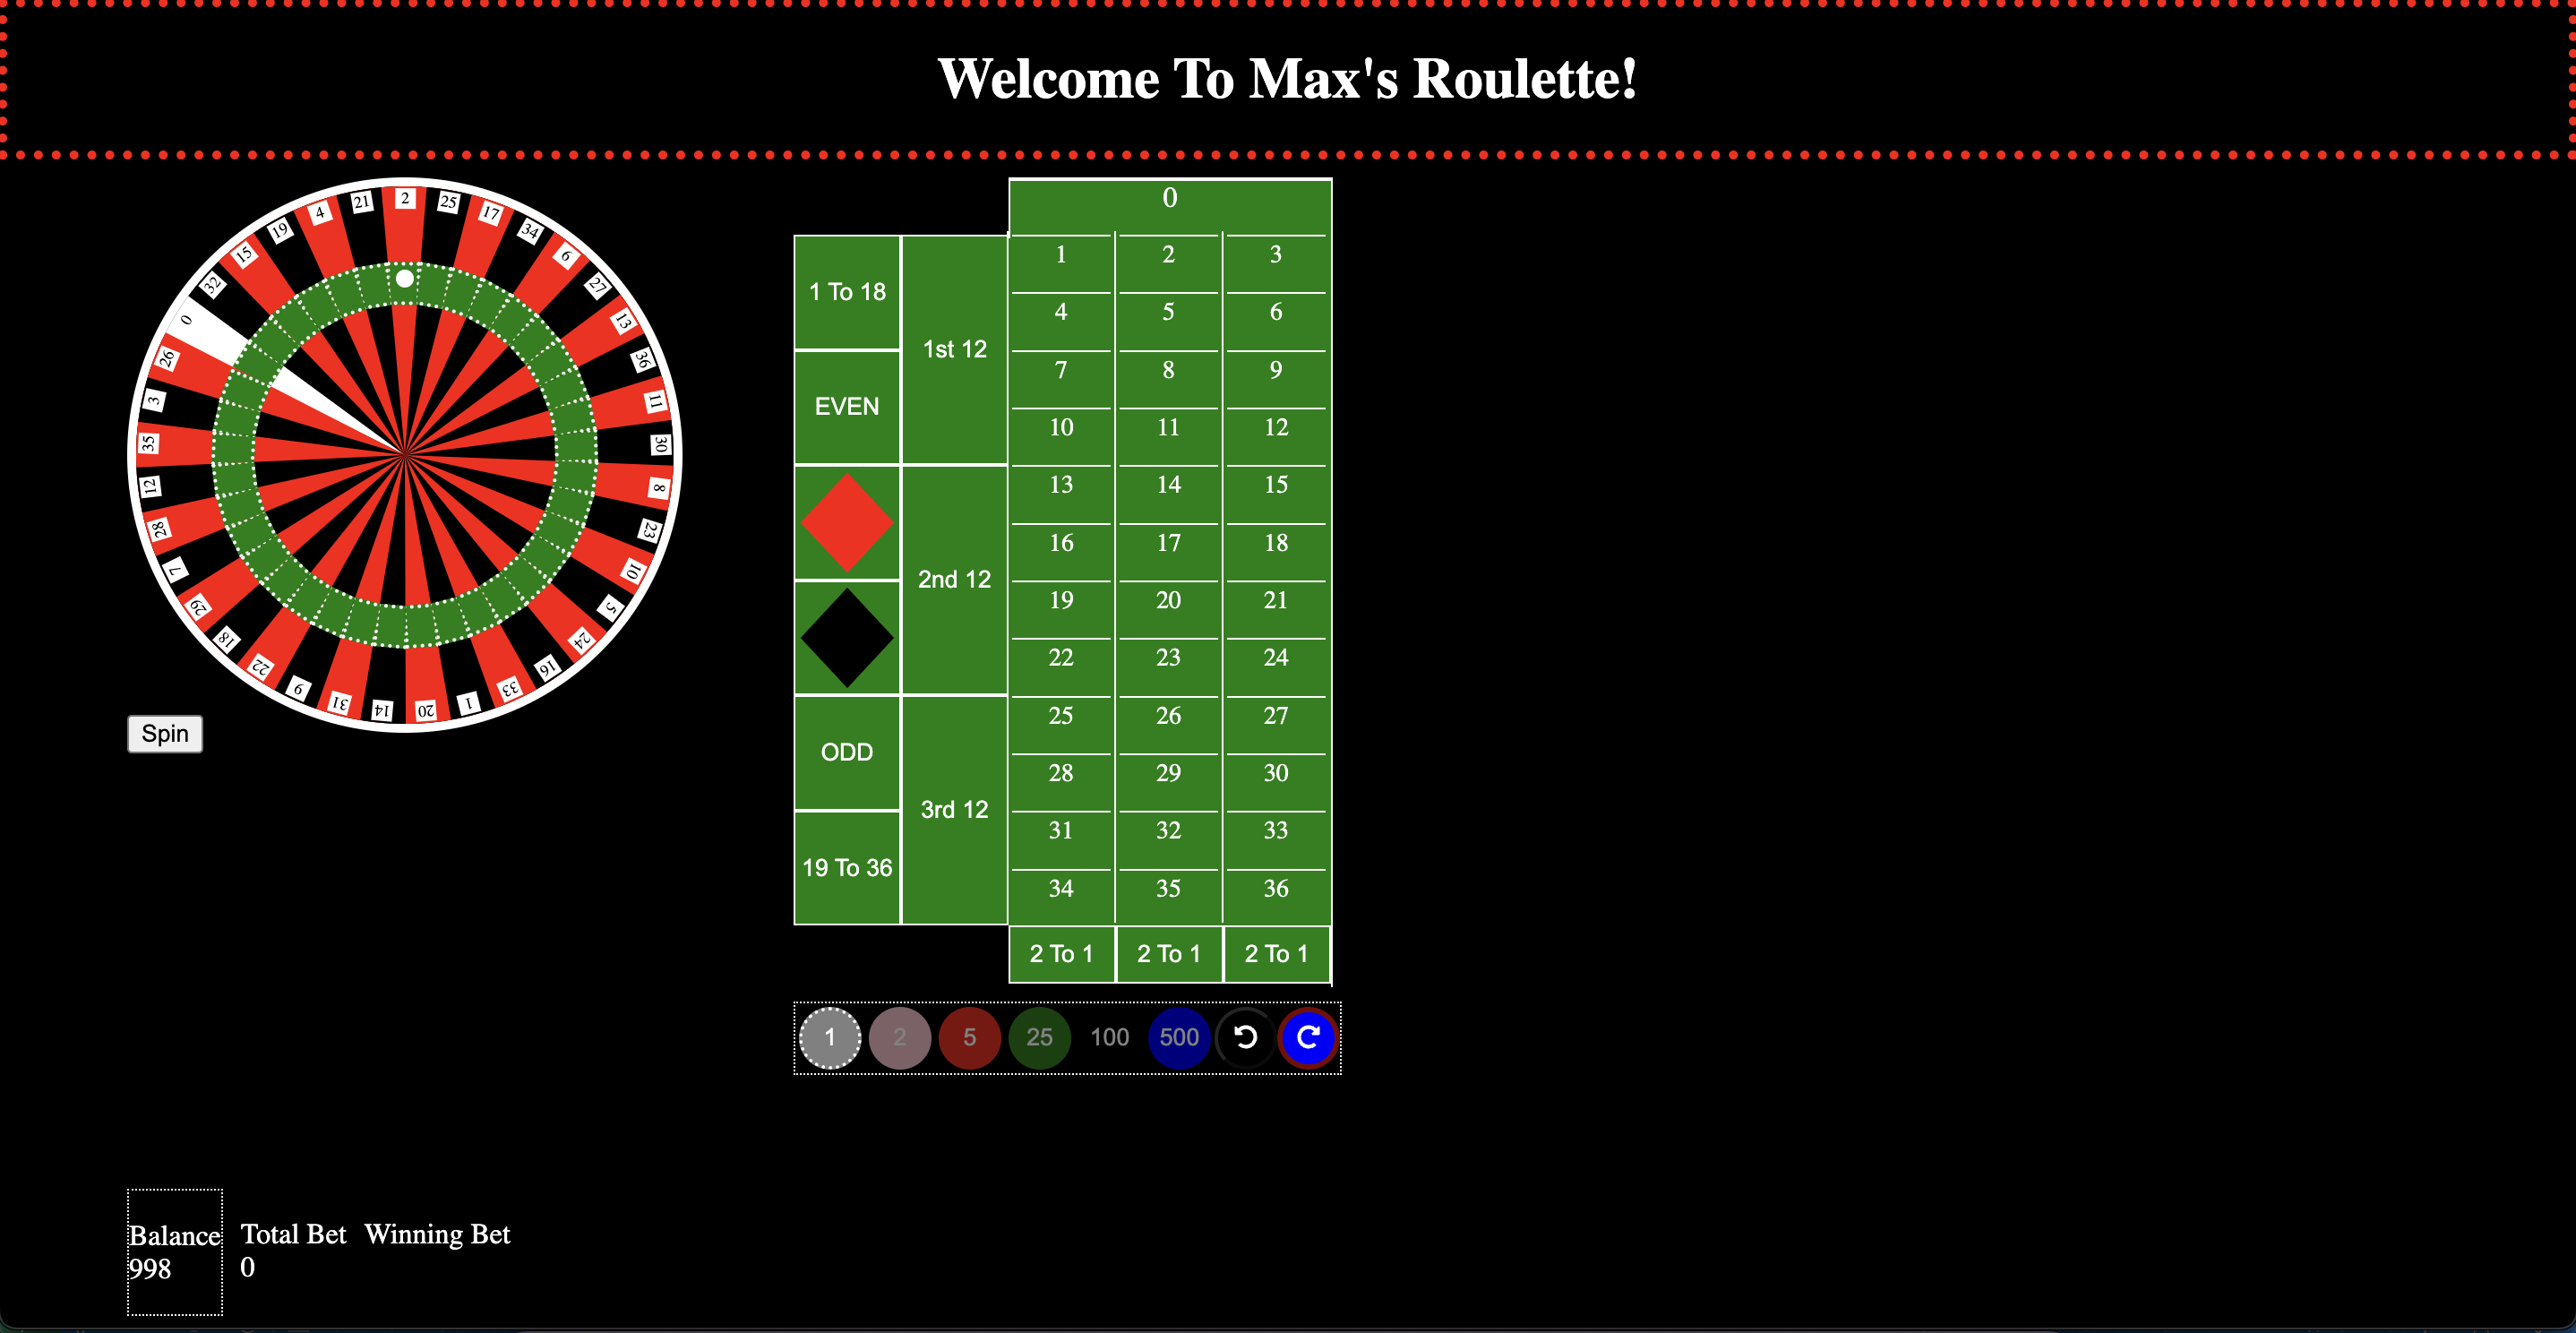 Welcome To Max's Roulette!
2
25
17
34
6
27
13
36
11
30
8
23
10
5
24
16
33
1
20
14
31
9
22
18
29
7
28
12
35
3
26
0
32
15
19
4
21
Spin
0
1 To 18
EVEN
ODD
19 To 36
1st 12
2nd 12
3rd 12
1 2 3
4 5 6
7 8 9
10 11 12
13 14 15
16 17 18
19 20 21
22 23 24
25 26 27
28 29 30
31 32 33
34 35 36
2 To 1 2 To 1 2 To 1
1 2 5 25 100 500
Balance Total Bet Winning Bet
998 0